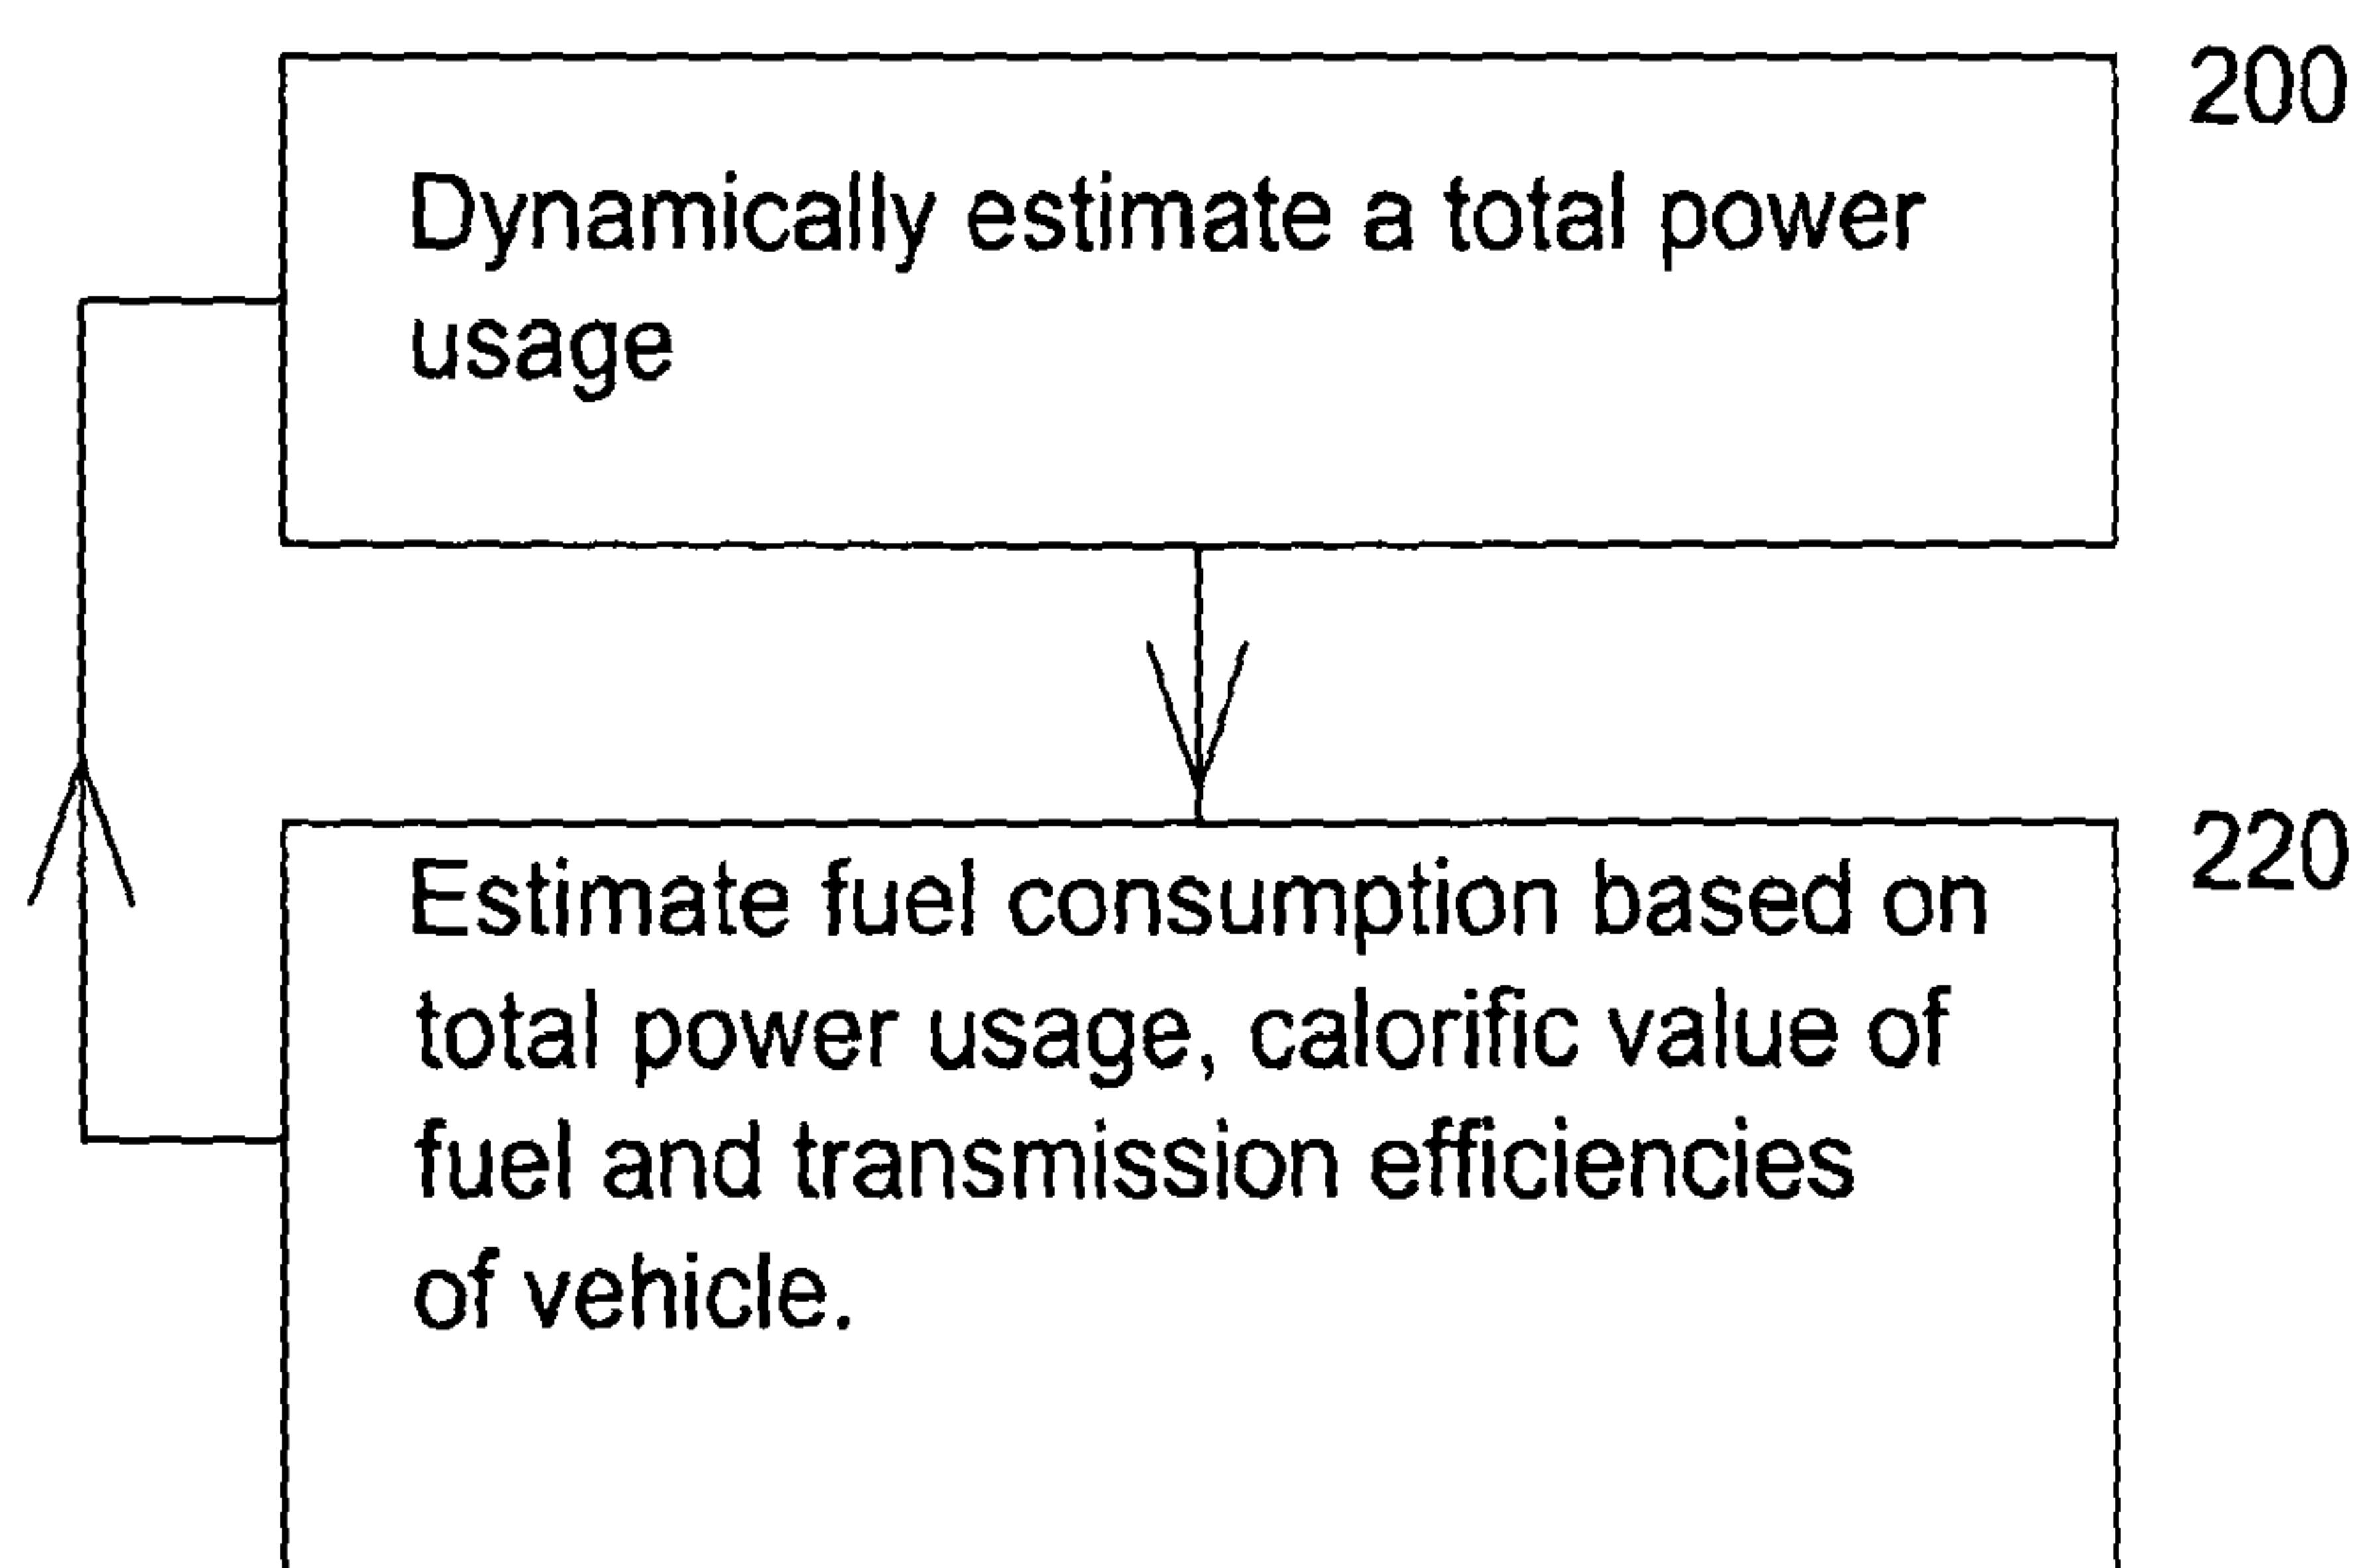 200
Dynamically estimate a total power
usage
220
Estimate fuel consumption based on
total power usage, calorific value of
fuel and transmission efficiencies
of vehicle.